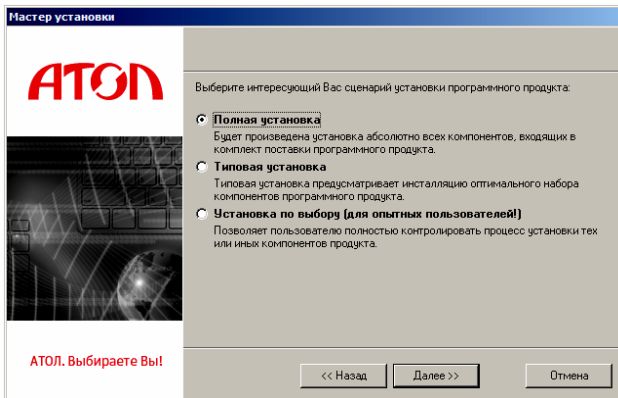 Мастер установки
АТОЛ
Выберите интересующий Вас сценарий установки программного продукта:
Полная установка
Будет произведена установка абсолютно всех компонентов, входящих в
комплект поставки программного продукта.
Типовая установка
Типовая установка предусматривает инсталляцию оптимального набора
компонентов программного продукта.
Установка по выбору (для опытных пользователей!)
Позволяет пользователю полностью контролировать процесс установки тех
или иных компонентов продукта.
АТОЛ. Выбираете Вы!
<< Назад
Далее >>
Отмена